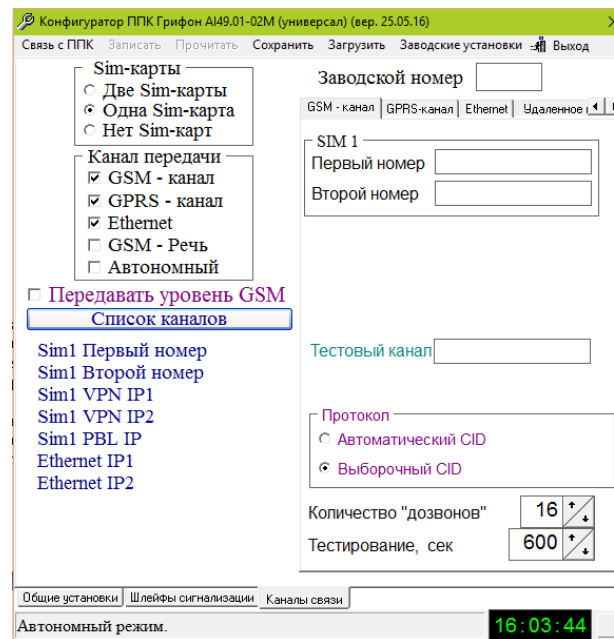 Конфигуратор ППК Грифон AI49.01-02M (универсал) (вер. 25.05.16)
Связь с ППК Записать Прочитать Сохранить Загрузить Заводские установки Выход
Sim-карты
Две Sim-карты
Одна Sim-карта
Нет Sim-карт
Канал передачи
GSM - канал
GPRS - канал
Ethernet
GSM - Речь
Автономный
Передавать уровень GSM
Список каналов
Sim1 Первый номер
Sim1 Второй номер
Sim1 VPN IP1
Sim1 VPN IP2
Sim1 PBL IP
Ethernet IP1
Ethernet IP2
Заводской номер
GSM - канал GPRS-канал Ethernet Удаленное
SIM 1
Первый номер
Второй номер
Тестовый канал
Протокол
Автоматический CID
Выборочный CID
Количество "дозвонов" 16
Тестирование, сек 600
Общие установки Шлейфы сигнализации Каналы связи
Автономный режим. 16:03:44